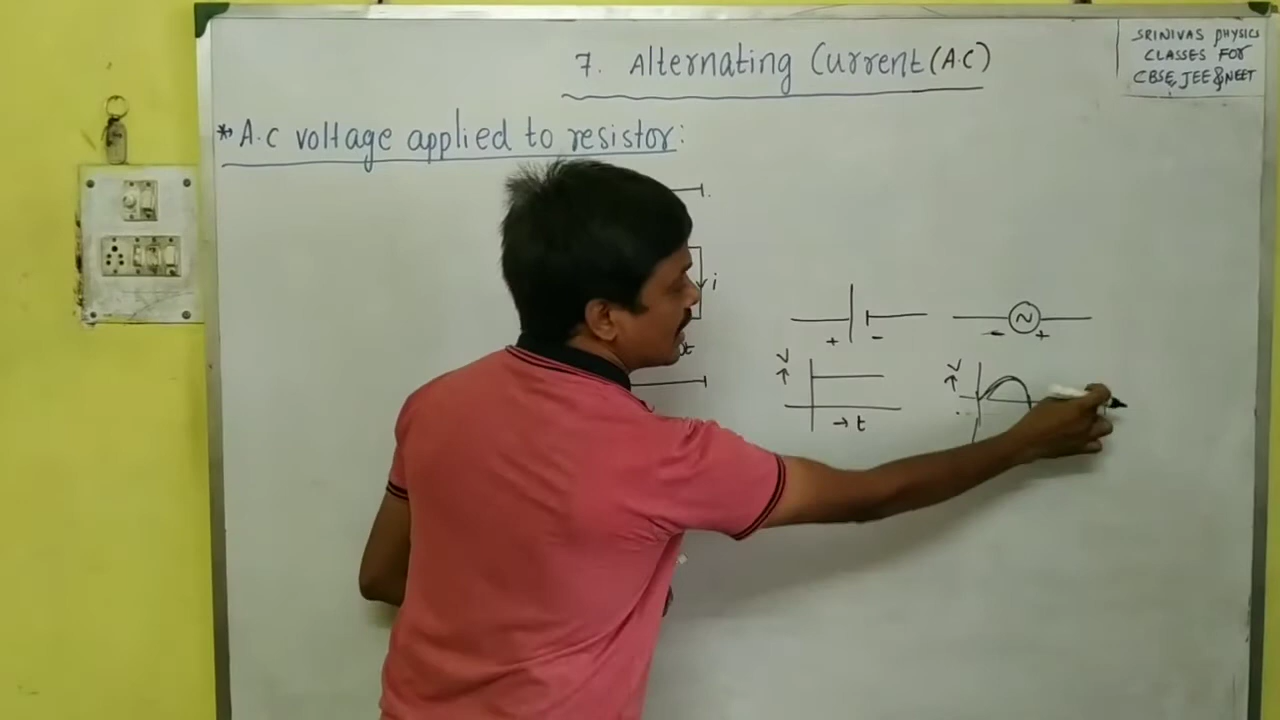 7. Alternating Current (A.C)
SRINIVAS PHYSICS
CLASSES FOR
CBSE, JEE & NEET
* A.C voltage applied to resistor:
i
+ -
~
- +
V
→ t
V